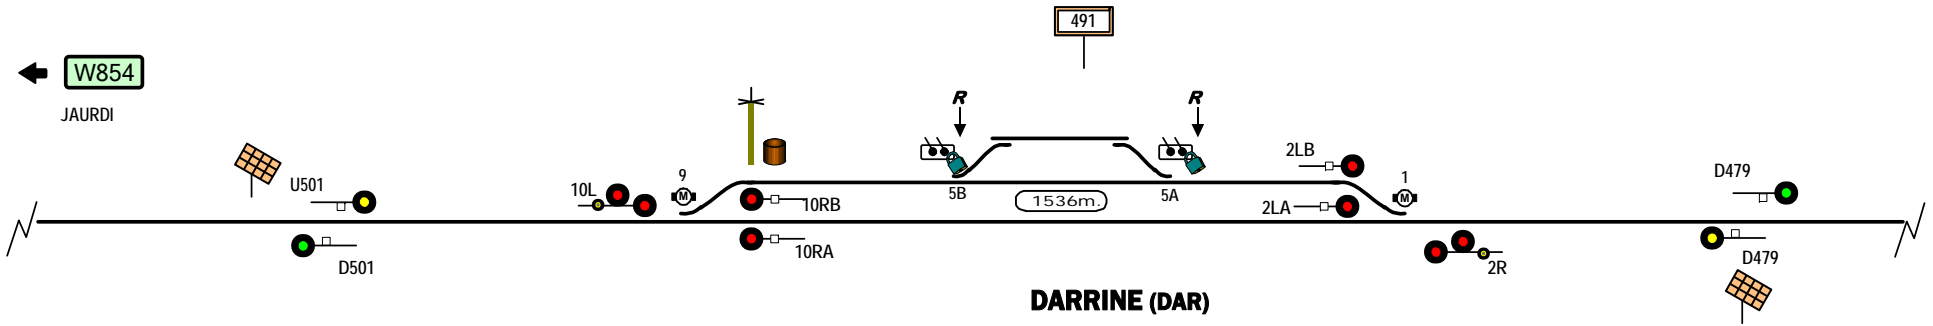 491
W854
JAURDI
R
R
U501
D501
10L
9
M
10RB
10RA
5B
1536m.
5A
2LB
2LA
1
M
2R
D479
D479
DARRINE (DAR)